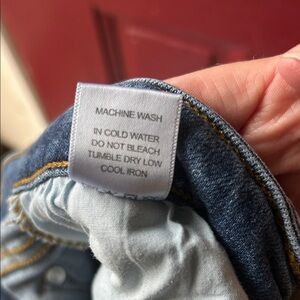 MACHINE WASH
IN COLD WATER
DO NOT BLEACH
TUMBLE DRY LOW
COOL IRON